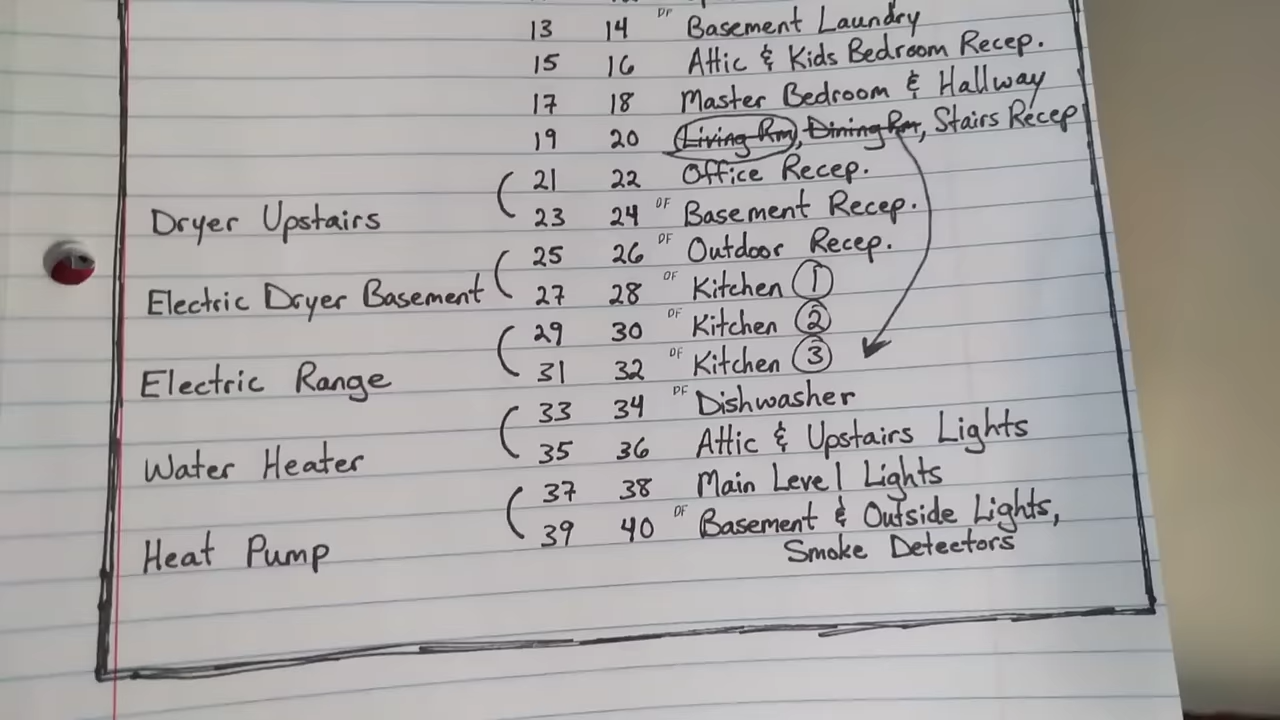 13 14 DF Basement Laundry
15 16 Attic & Kids Bedroom Recep.
17 18 Master Bedroom & Hallway
19 20 Living Rm, Dining Rm, Stairs Recep
21 22 Office Recep.
Dryer Upstairs 23 24 DF Basement Recep.
25 26 DF Outdoor Recep.
Electric Dryer Basement 27 28 DF Kitchen 1
29 30 DF Kitchen 2
Electric Range 31 32 DF Kitchen 3
33 34 DF Dishwasher
Water Heater 35 36 Attic & Upstairs Lights
37 38 Main Level Lights
Heat Pump 39 40 DF Basement & Outside Lights,
Smoke Detectors